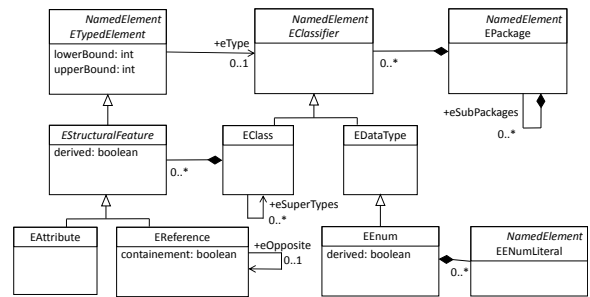 NamedElement
ETypedElement
lowerBound: int
upperBound: int
+eType
0..1
NamedElement
EClassifier
0..*
NamedElement
EPackage
+eSubPackages
0..*
EStructuralFeature
derived: boolean
0..*
EClass
+eSuperTypes
0..*
EDataType
EAttribute
EReference
containement: boolean
+eOpposite
0..1
EEnum
derived: boolean
0..*
NamedElement
EENumLiteral